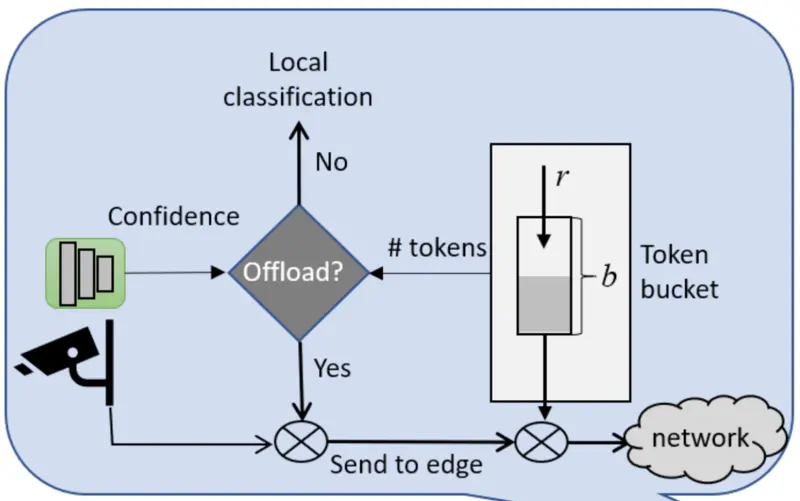 Local
classification
No
Confidence
Offload?
# tokens
r
b
Token
bucket
Yes
Send to edge
network